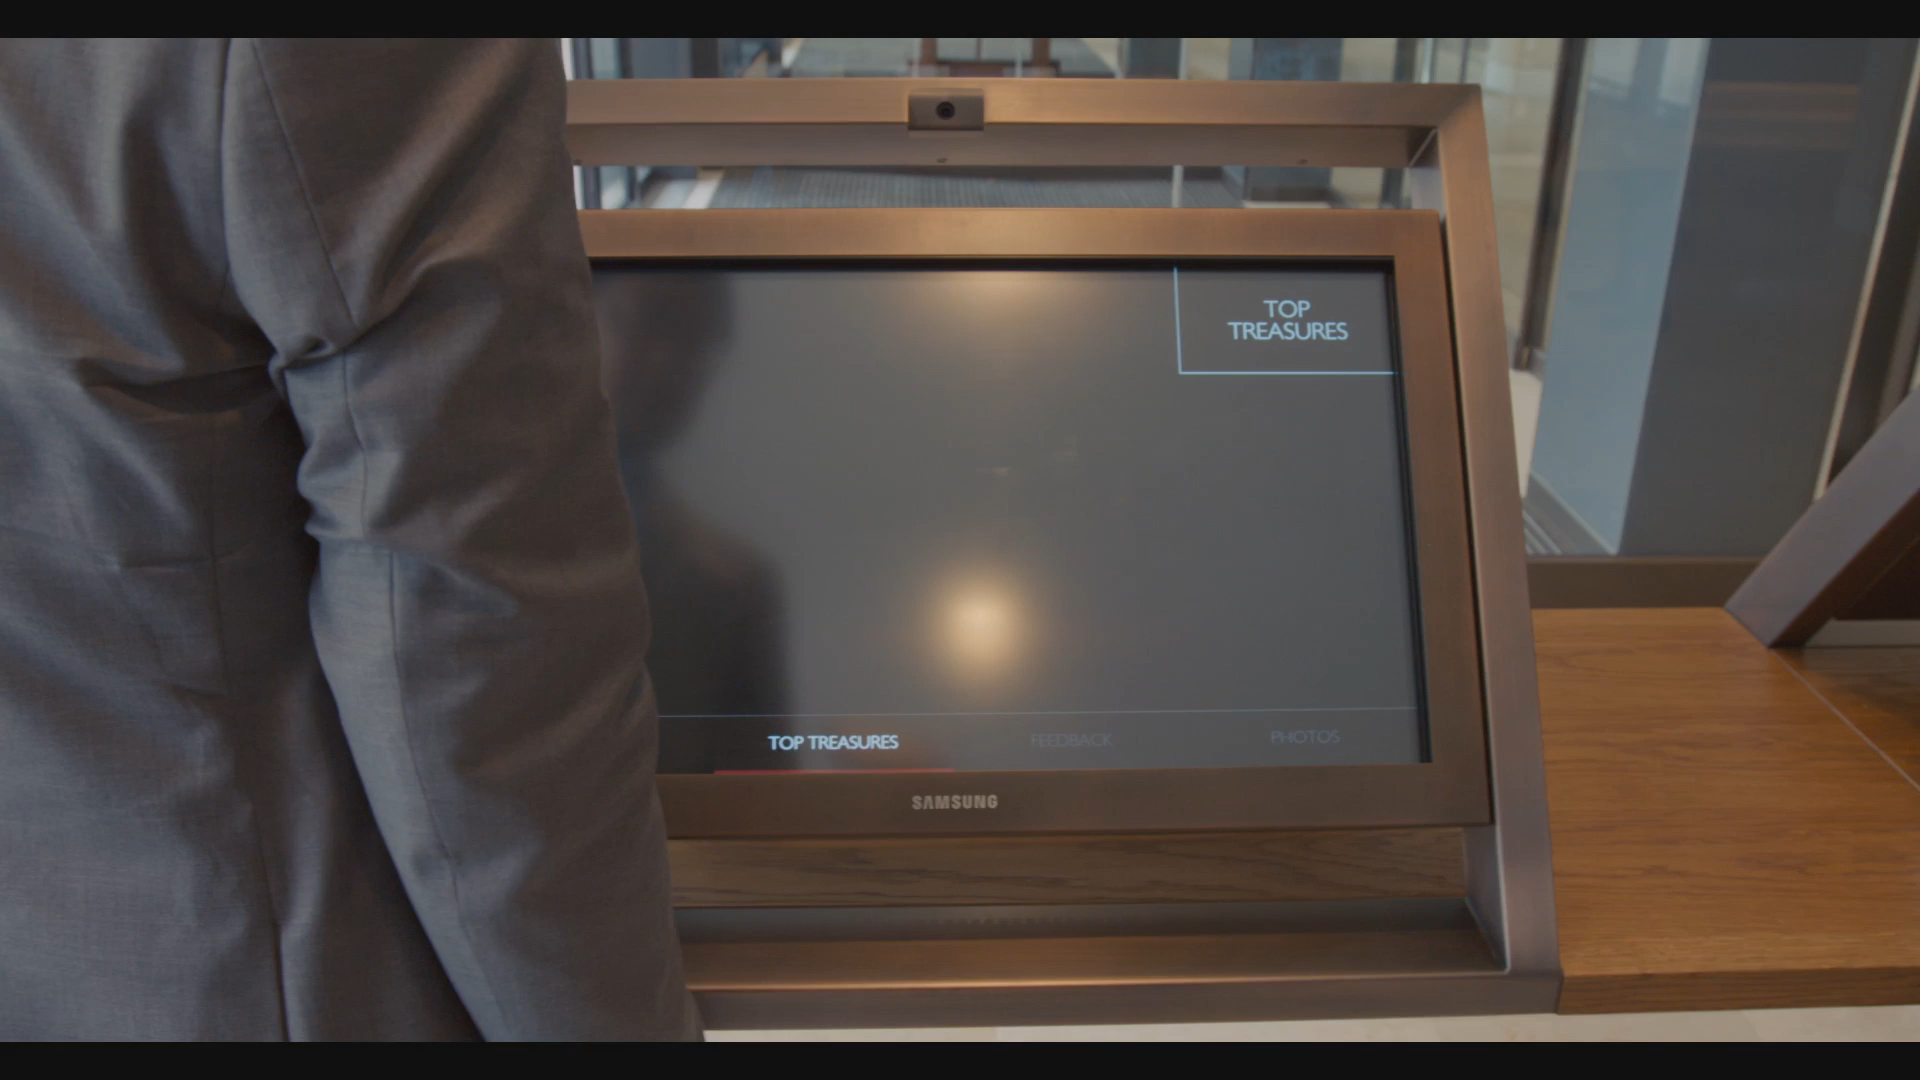 TOP
TREASURES
TOP TREASURES
FEEDBACK
PHOTOS
SAMSUNG